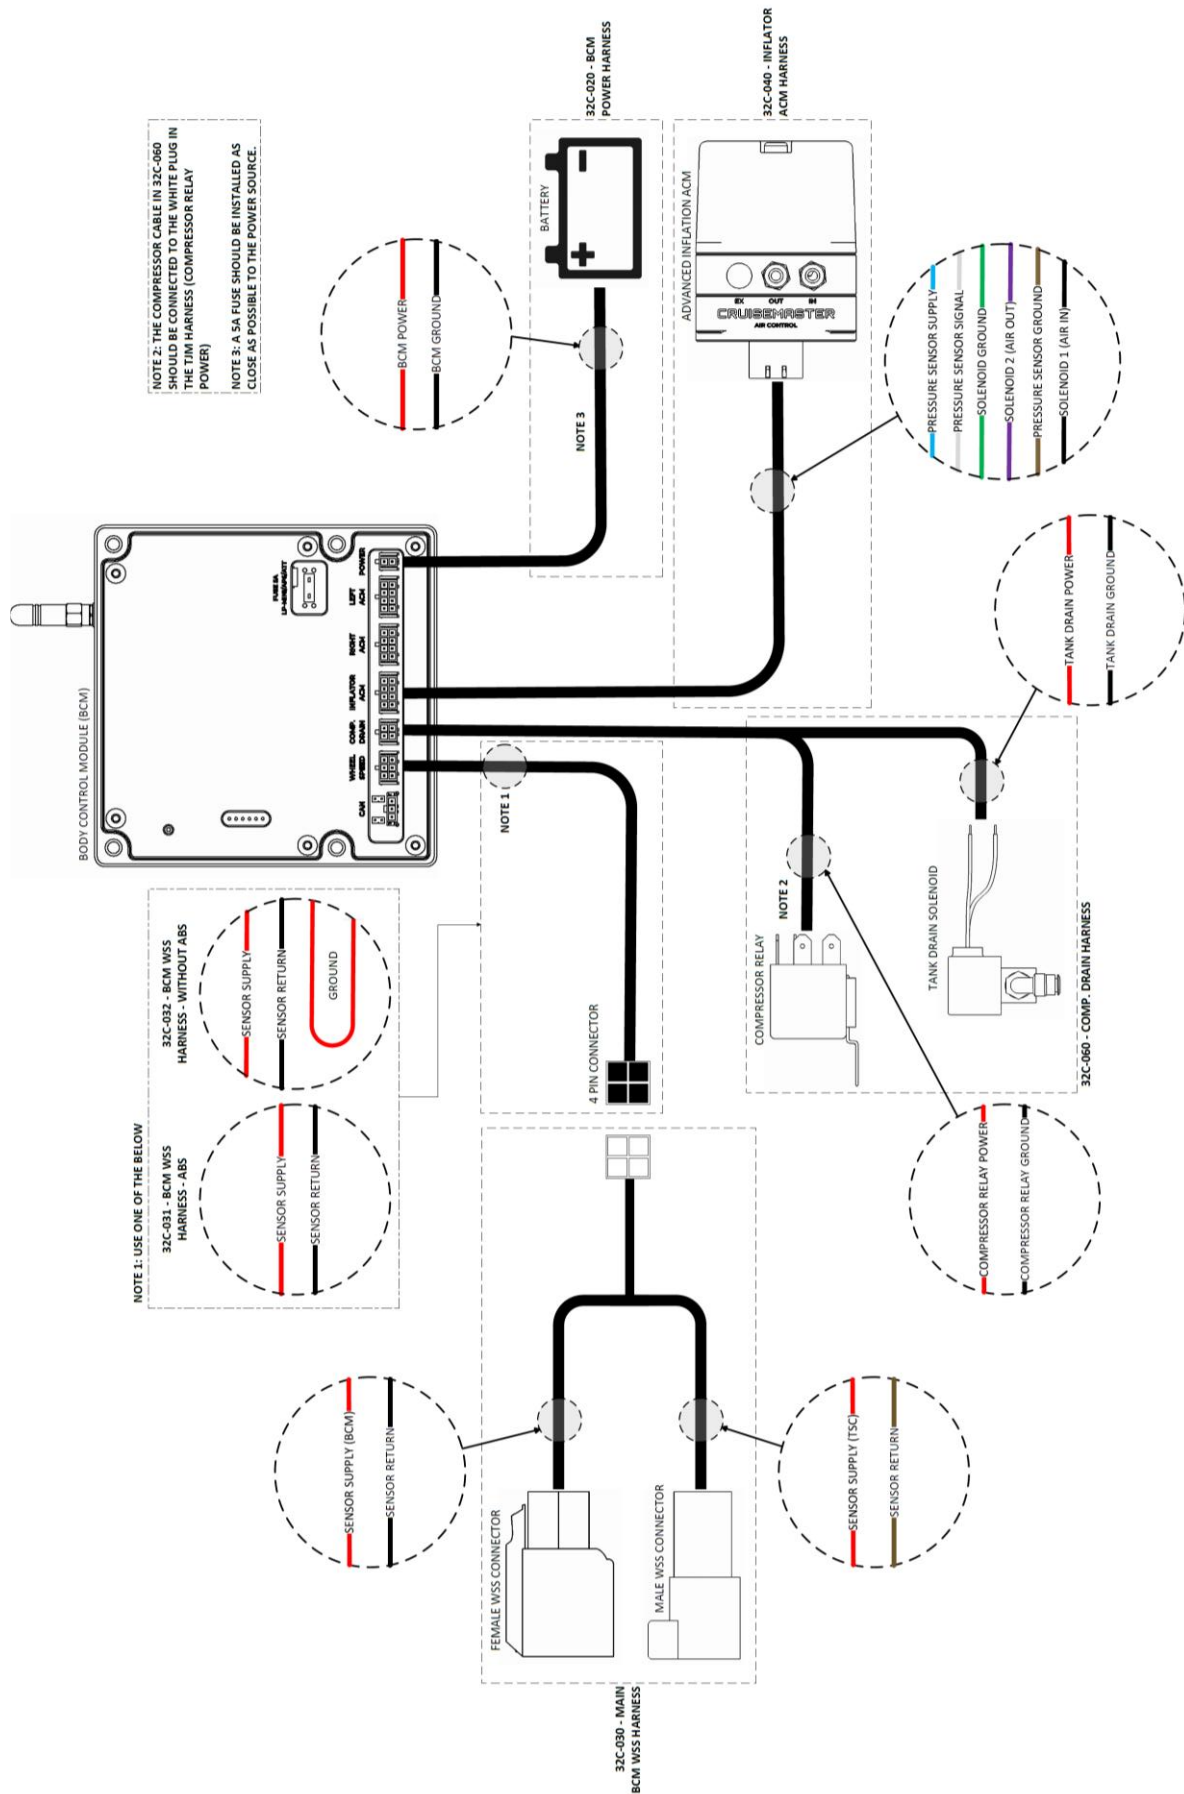 NOTE 2: THE COMPRESSOR CABLE IN 32C-060
SHOULD BE CONNECTED TO THE WHITE PLUG IN
THE TJM HARNESS (COMPRESSOR RELAY
POWER)
NOTE 3: A 5A FUSE SHOULD BE INSTALLED AS
CLOSE AS POSSIBLE TO THE POWER SOURCE.
32C-020 - BCM
POWER HARNESS
BATTERY
BCM POWER
BCM GROUND
NOTE 3
32C-040 - INFLATOR
ACM HARNESS
ADVANCED INFLATION ACM
EX
OUT
IN
CRUISEMASTER
AIR CONTROL
PRESSURE SENSOR SUPPLY
PRESSURE SENSOR SIGNAL
SOLENOID GROUND
SOLENOID 2 (AIR OUT)
PRESSURE SENSOR GROUND
SOLENOID 1 (AIR IN)
BODY CONTROL MODULE (BCM)
FUSE 5A
CAN
WHEEL
SPEED
COMP.
DRAIN
INFLATOR
ACM
RIGHT
ACM
LEFT
ACM
POWER
TANK DRAIN POWER
TANK DRAIN GROUND
NOTE 1
NOTE 2
COMPRESSOR RELAY
TANK DRAIN SOLENOID
32C-060 - COMP. DRAIN HARNESS
4 PIN CONNECTOR
COMPRESSOR RELAY POWER
COMPRESSOR RELAY GROUND
NOTE 1: USE ONE OF THE BELOW
32C-031 - BCM WSS
HARNESS - ABS
SENSOR SUPPLY
SENSOR RETURN
32C-032 - BCM WSS
HARNESS - WITHOUT ABS
SENSOR SUPPLY
SENSOR RETURN
GROUND
SENSOR SUPPLY (BCM)
SENSOR RETURN
FEMALE WSS CONNECTOR
MALE WSS CONNECTOR
SENSOR SUPPLY (TSC)
SENSOR RETURN
32C-030 - MAIN
BCM WSS HARNESS